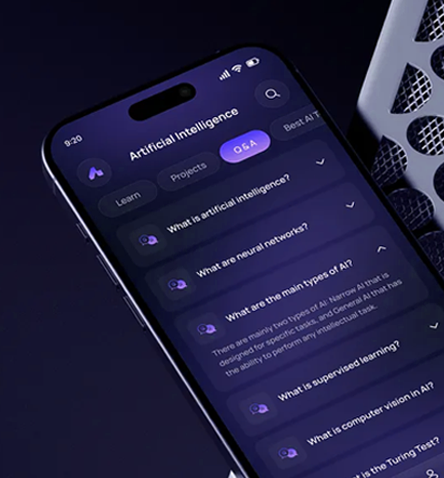 9:20
Artificial Intelligence
Learn
Projects
Q&A
Best AI T
What is artificial intelligence?
What are neural networks?
What are the main types of AI?
There are mainly two types of AI: Narrow AI that is
designed for specific tasks, and General AI that has
the ability to perform any intellectual task.
What is supervised learning?
What is computer vision in AI?
is the Turing Test?